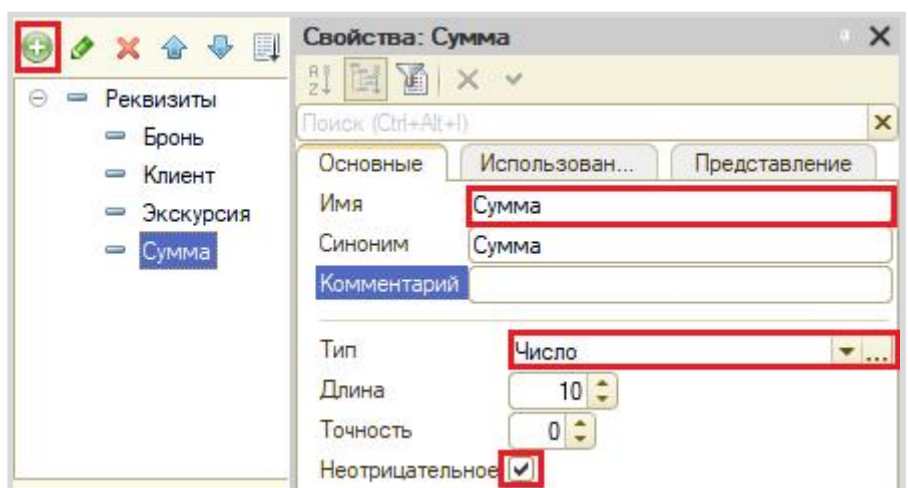 Свойства: Сумма
Поиск (Ctrl+Alt+I)
Реквизиты
Бронь
Клиент
Экскурсия
Сумма
Основные Использован... Представление
Имя Сумма
Синоним Сумма
Комментарий
Тип Число ...
Длина 10
Точность 0
Неотрицательное